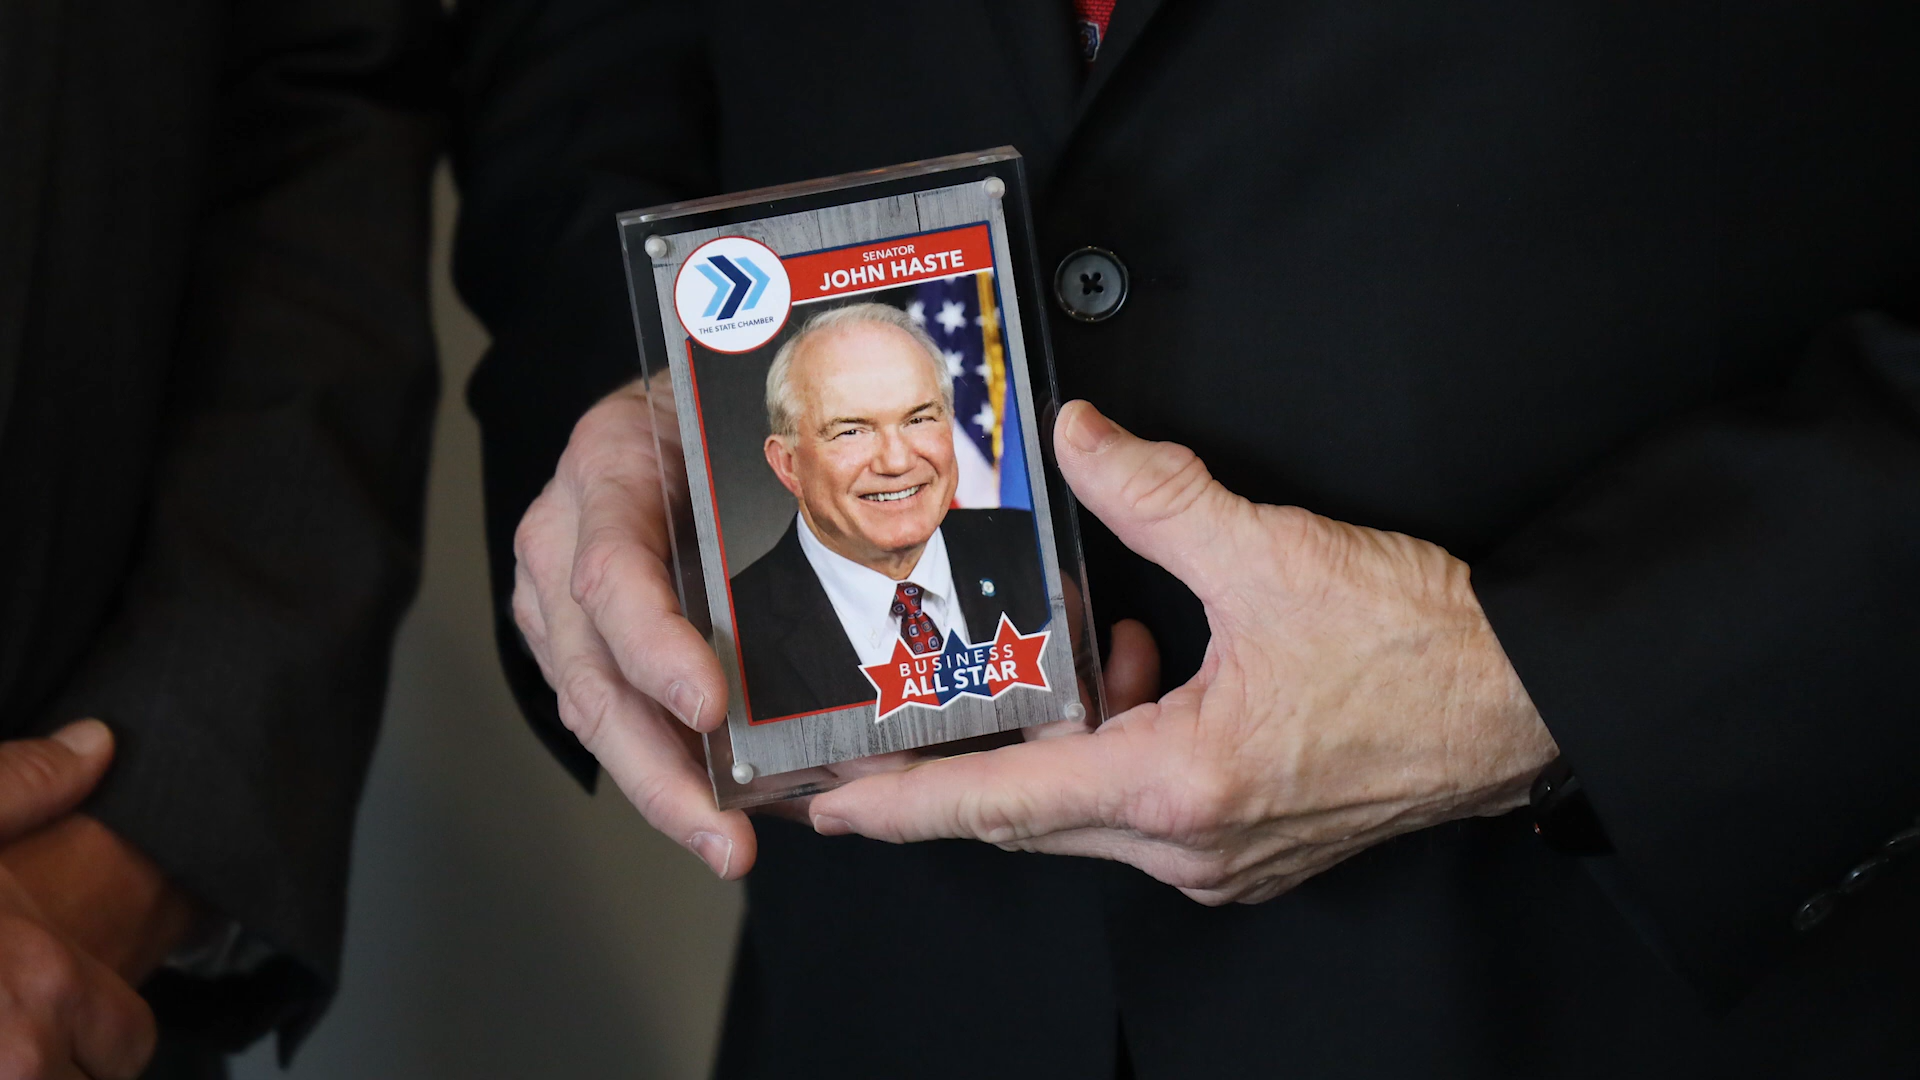 SENATOR
JOHN HASTE
THE STATE CHAMBER
BUSINESS
ALL STAR